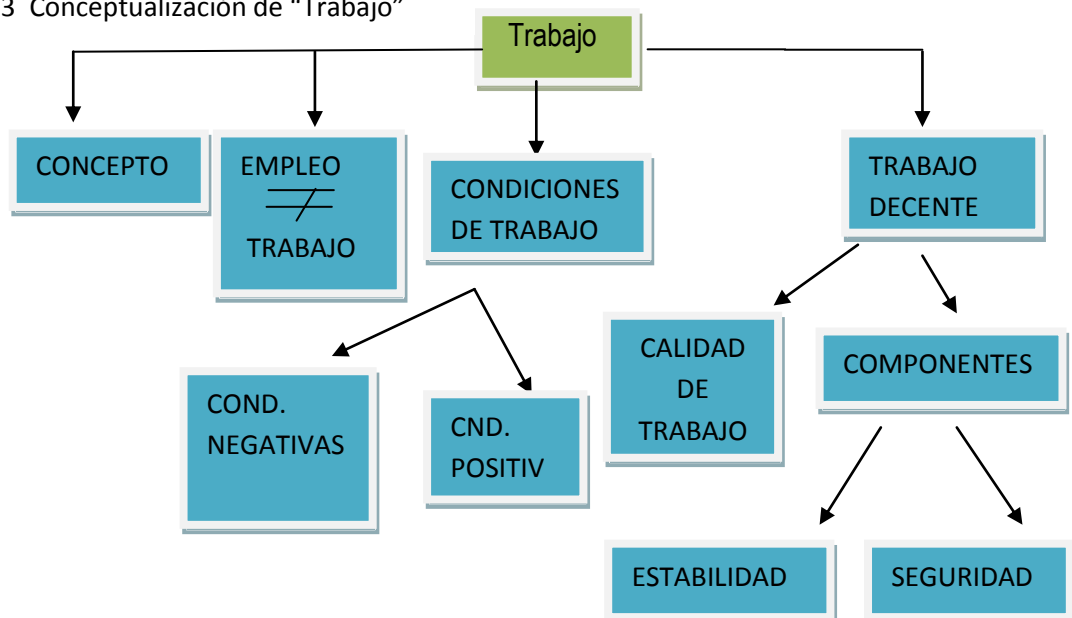 3 Conceptualización de “Trabajo”
Trabajo
CONCEPTO
EMPLEO
≠
TRABAJO
CONDICIONES
DE TRABAJO
TRABAJO
DECENTE
COND.
NEGATIVAS
CND.
POSITIV
CALIDAD
DE
TRABAJO
COMPONENTES
ESTABILIDAD
SEGURIDAD